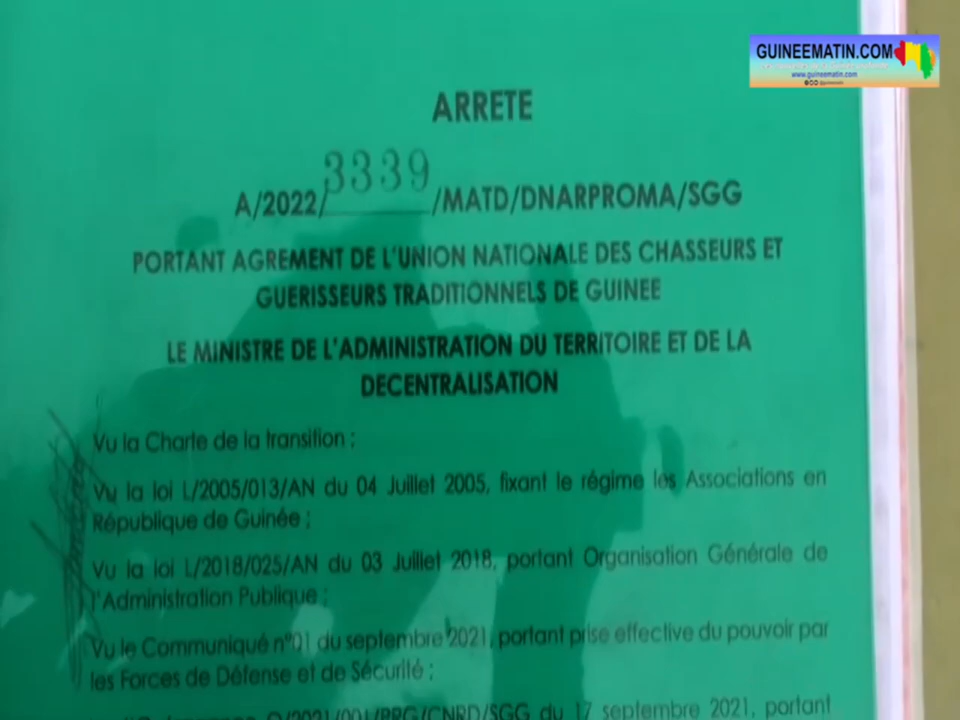 GUINEEMATIN.COM
www.guineematin.com
ARRETE
A/2022/3339/MATD/DNARPROMA/SGG
PORTANT AGREMENT DE L'UNION NATIONALE DES CHASSEURS ET
GUERISSEURS TRADITIONNELS DE GUINEE
LE MINISTRE DE L'ADMINISTRATION DU TERRITOIRE ET DE LA
DECENTRALISATION
Vu la Charte de la transition ;
Vu la loi L/2005/013/AN du 04 Juillet 2005, fixant le régime les Associations en
République de Guinée ;
Vu la loi L/2018/025/AN du 03 Juillet 2018, portant Organisation Générale de
l'Administration Publique ;
Vu le Communiqué n°01 du septembre 2021, portant prise effective du pouvoir par
les Forces de Défense et de Sécurité ;
O/2021/001/PRG/CNRD/SGG du 17 septembre 2021, portant